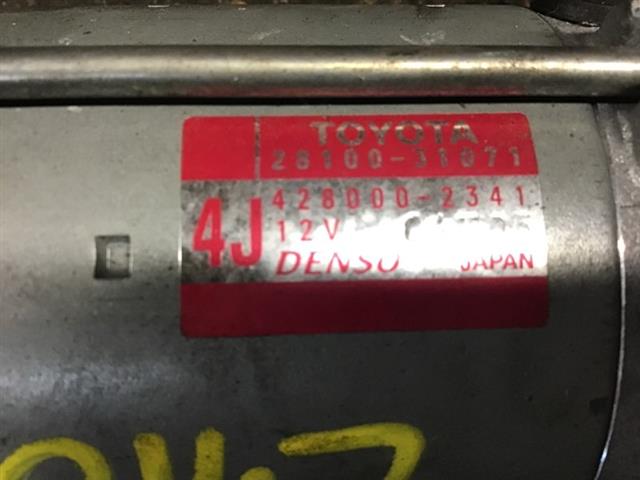 TOYOTA
28100-31071
4J
428000-2341
12V
DENSO JAPAN